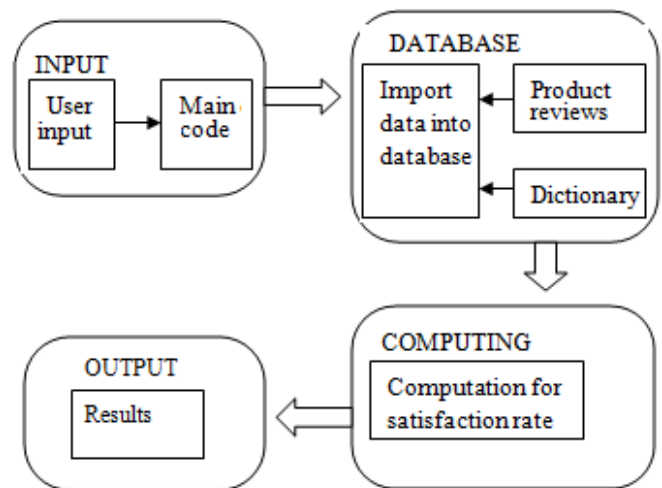 INPUT
User
input
Main
code
DATABASE
Import
data into
database
Product
reviews
Dictionary
OUTPUT
Results
COMPUTING
Computation for
satisfaction rate